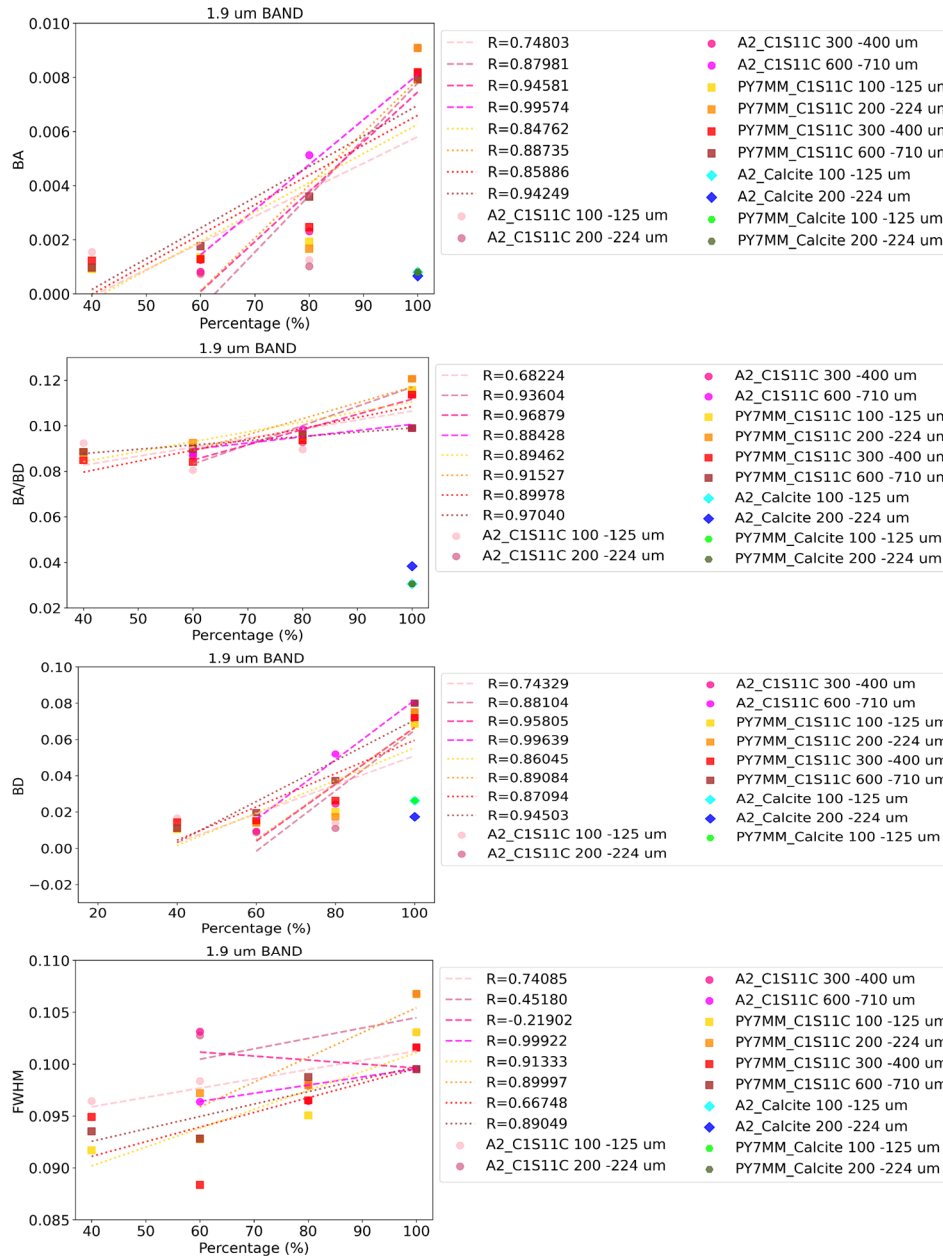 1.9 um BAND
0.010
0.008
0.006
0.004
0.002
0.000
BA
40 50 60 70 80 90 100
Percentage (%)
R=0.74803
R=0.87981
R=0.94581
R=0.99574
R=0.84762
R=0.88735
R=0.85886
R=0.94249
A2_C1S11C 100 -125 um
A2_C1S11C 200 -224 um
A2_C1S11C 300 -400 um
A2_C1S11C 600 -710 um
PY7MM_C1S11C 100 -125 um
PY7MM_C1S11C 200 -224 um
PY7MM_C1S11C 300 -400 um
PY7MM_C1S11C 600 -710 um
A2_Calcite 100 -125 um
A2_Calcite 200 -224 um
PY7MM_Calcite 100 -125 um
PY7MM_Calcite 200 -224 um
1.9 um BAND
0.12
0.10
0.08
0.06
0.04
0.02
BA/BD
40 50 60 70 80 90 100
Percentage (%)
R=0.68224
R=0.93604
R=0.96879
R=0.88428
R=0.89462
R=0.91527
R=0.89978
R=0.97040
A2_C1S11C 100 -125 um
A2_C1S11C 200 -224 um
A2_C1S11C 300 -400 um
A2_C1S11C 600 -710 um
PY7MM_C1S11C 100 -125 um
PY7MM_C1S11C 200 -224 um
PY7MM_C1S11C 300 -400 um
PY7MM_C1S11C 600 -710 um
A2_Calcite 100 -125 um
A2_Calcite 200 -224 um
PY7MM_Calcite 100 -125 um
PY7MM_Calcite 200 -224 um
1.9 um BAND
0.10
0.08
0.06
0.04
0.02
0.00
−0.02
BD
20 40 60 80 100
Percentage (%)
R=0.74329
R=0.88104
R=0.95805
R=0.99639
R=0.86045
R=0.89084
R=0.87094
R=0.94503
A2_C1S11C 100 -125 um
A2_C1S11C 200 -224 um
A2_C1S11C 300 -400 um
A2_C1S11C 600 -710 um
PY7MM_C1S11C 100 -125 um
PY7MM_C1S11C 200 -224 um
PY7MM_C1S11C 300 -400 um
PY7MM_C1S11C 600 -710 um
A2_Calcite 100 -125 um
A2_Calcite 200 -224 um
PY7MM_Calcite 100 -125 um
1.9 um BAND
0.110
0.105
0.100
0.095
0.090
0.085
FWHM
40 50 60 70 80 90 100
Percentage (%)
R=0.74085
R=0.45180
R=-0.21902
R=0.99922
R=0.91333
R=0.89997
R=0.66748
R=0.89049
A2_C1S11C 100 -125 um
A2_C1S11C 200 -224 um
A2_C1S11C 300 -400 um
A2_C1S11C 600 -710 um
PY7MM_C1S11C 100 -125 um
PY7MM_C1S11C 200 -224 um
PY7MM_C1S11C 300 -400 um
PY7MM_C1S11C 600 -710 um
A2_Calcite 100 -125 um
A2_Calcite 200 -224 um
PY7MM_Calcite 100 -125 um
PY7MM_Calcite 200 -224 um